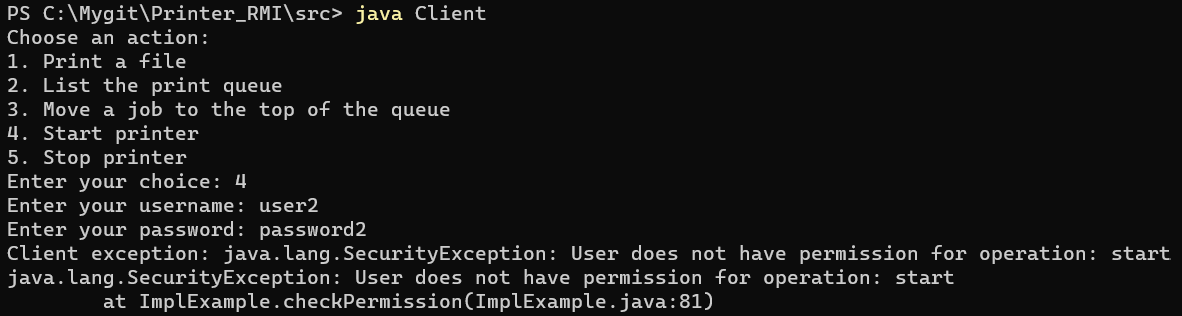 PS C:\Mygit\Printer_RMI\src> java Client
Choose an action:
1. Print a file
2. List the print queue
3. Move a job to the top of the queue
4. Start printer
5. Stop printer
Enter your choice: 4
Enter your username: user2
Enter your password: password2
Client exception: java.lang.SecurityException: User does not have permission for operation: start
java.lang.SecurityException: User does not have permission for operation: start
        at ImplExample.checkPermission(ImplExample.java:81)